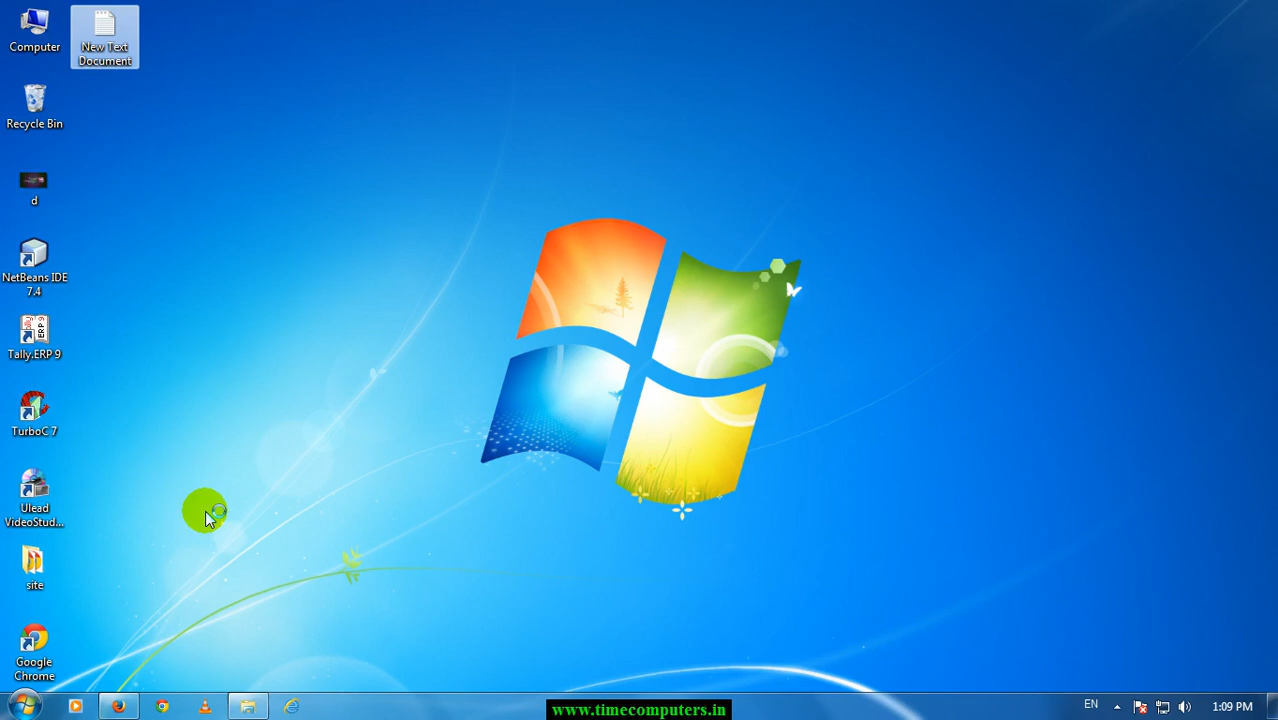 Computer
New Text
Document
Recycle Bin
d
NetBeans IDE
7.4
Tally.ERP 9
TurboC 7
Ulead
VideoStud...
site
Google
Chrome
www.timecomputers.in
EN
1:09 PM